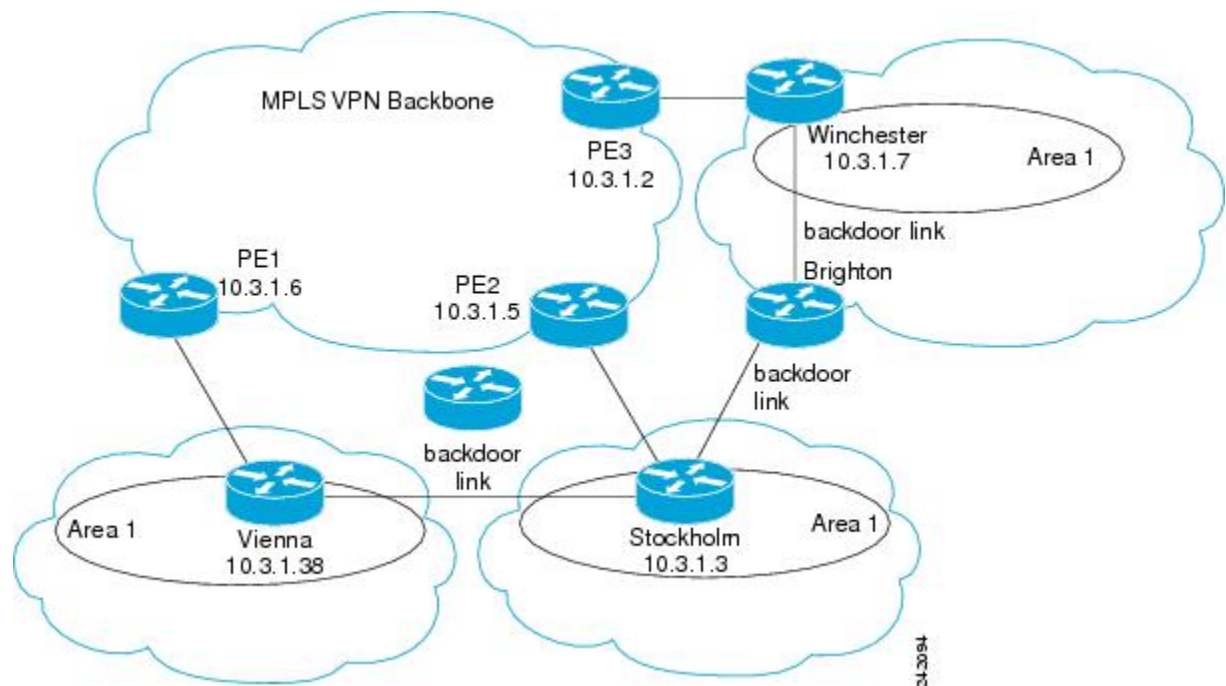 MPLS VPN Backbone
PE3
10.3.1.2
Winchester
10.3.1.7
Area 1
backdoor link
Brighton
PE1
10.3.1.6
PE2
10.3.1.5
backdoor
link
backdoor
link
Area 1
Vienna
10.3.1.38
Stockholm
10.3.1.3
Area 1
243094